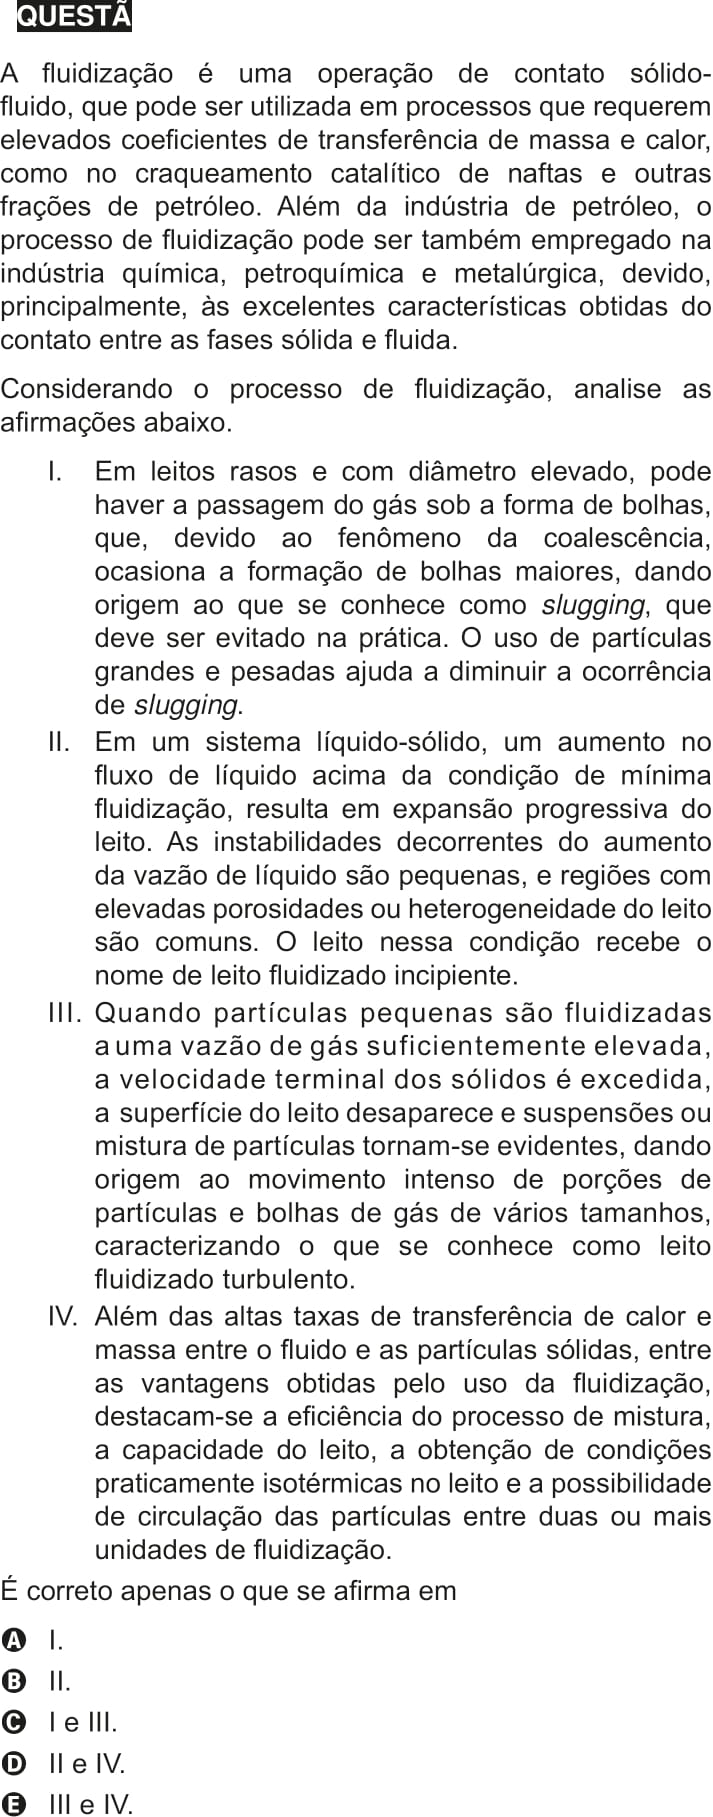 QUESTÃ
A fluidização é uma operação de contato sólido-
fluido, que pode ser utilizada em processos que requerem
elevados coeficientes de transferência de massa e calor,
como no craqueamento catalítico de naftas e outras
frações de petróleo. Além da indústria de petróleo, o
processo de fluidização pode ser também empregado na
indústria química, petroquímica e metalúrgica, devido,
principalmente, às excelentes características obtidas do
contato entre as fases sólida e fluida.
Considerando o processo de fluidização, analise as
afirmações abaixo.
I. Em leitos rasos e com diâmetro elevado, pode
haver a passagem do gás sob a forma de bolhas,
que, devido ao fenômeno da coalescência,
ocasiona a formação de bolhas maiores, dando
origem ao que se conhece como slugging, que
deve ser evitado na prática. O uso de partículas
grandes e pesadas ajuda a diminuir a ocorrência
de slugging.
II. Em um sistema líquido-sólido, um aumento no
fluxo de líquido acima da condição de mínima
fluidização, resulta em expansão progressiva do
leito. As instabilidades decorrentes do aumento
da vazão de líquido são pequenas, e regiões com
elevadas porosidades ou heterogeneidade do leito
são comuns. O leito nessa condição recebe o
nome de leito fluidizado incipiente.
III. Quando partículas pequenas são fluidizadas
a uma vazão de gás suficientemente elevada,
a velocidade terminal dos sólidos é excedida,
a superfície do leito desaparece e suspensões ou
mistura de partículas tornam-se evidentes, dando
origem ao movimento intenso de porções de
partículas e bolhas de gás de vários tamanhos,
caracterizando o que se conhece como leito
fluidizado turbulento.
IV. Além das altas taxas de transferência de calor e
massa entre o fluido e as partículas sólidas, entre
as vantagens obtidas pelo uso da fluidização,
destacam-se a eficiência do processo de mistura,
a capacidade do leito, a obtenção de condições
praticamente isotérmicas no leito e a possibilidade
de circulação das partículas entre duas ou mais
unidades de fluidização.
É correto apenas o que se afirma em
A I.
B II.
C I e III.
D II e IV.
E III e IV.